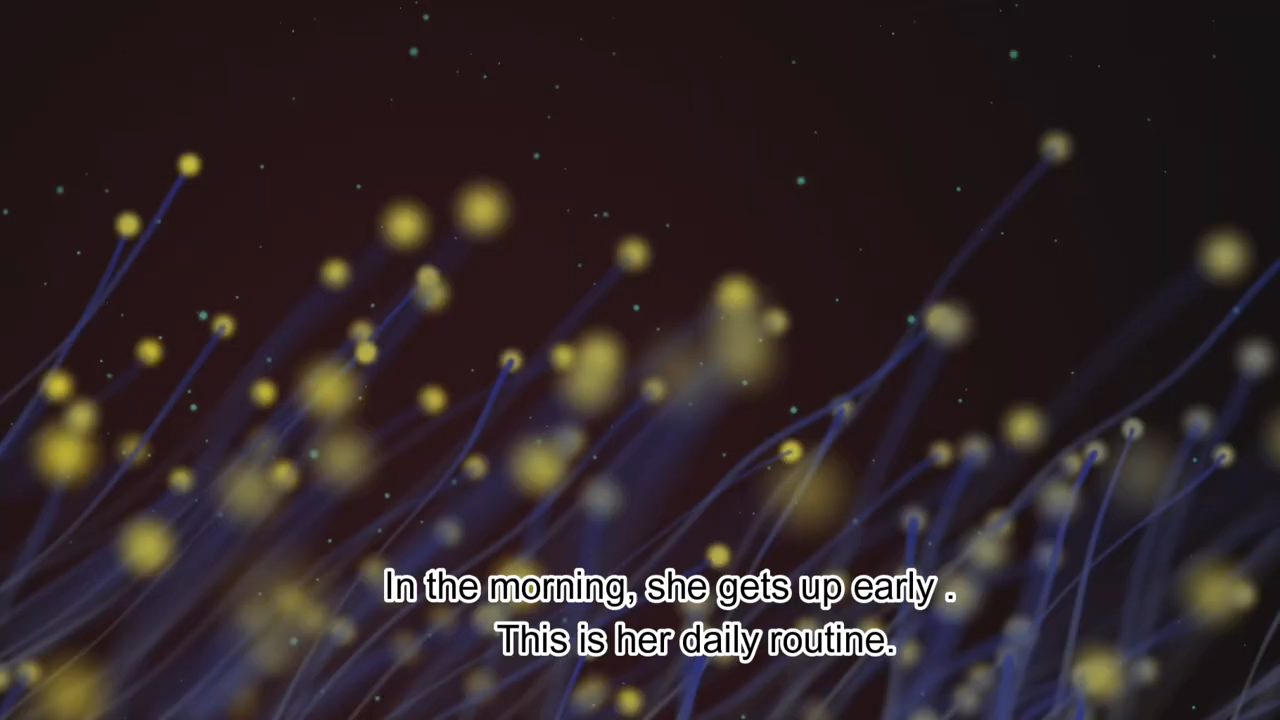 In the morning, she gets up early .
This is her daily routine.